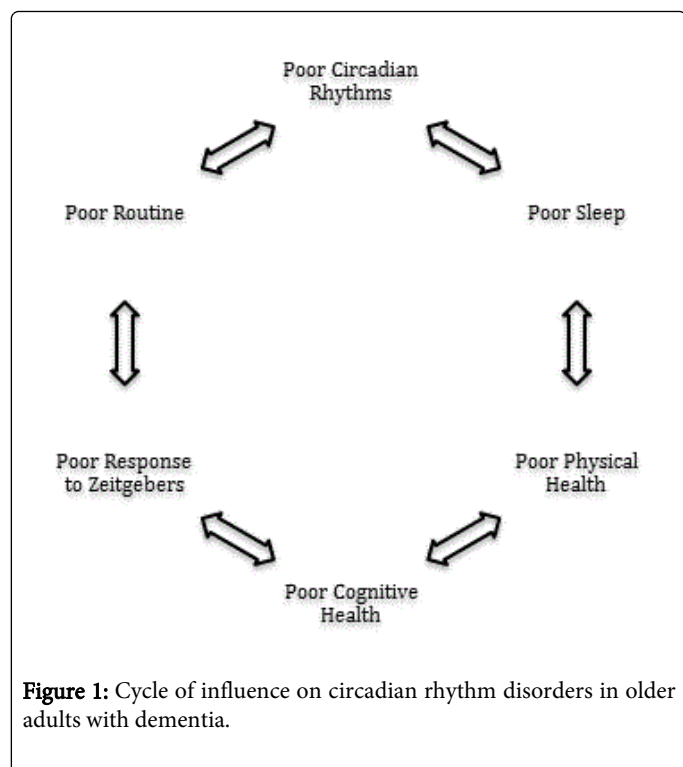 Poor Circadian
Rhythms
Poor Routine
Poor Sleep
Poor Response
to Zeitgebers
Poor Physical
Health
Poor Cognitive
Health
Figure 1: Cycle of influence on circadian rhythm disorders in older
adults with dementia.